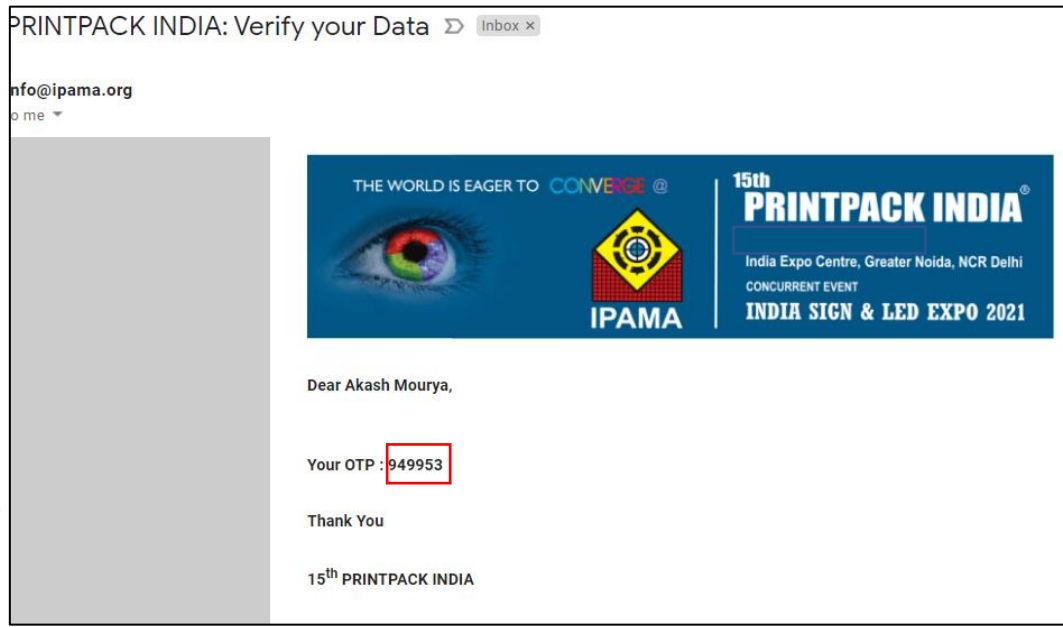 PRINTPACK INDIA: Verify your Data Inbox ×
nfo@ipama.org
o me
THE WORLD IS EAGER TO CONVERGE @
IPAMA
15th
PRINTPACK INDIA®
India Expo Centre, Greater Noida, NCR Delhi
CONCURRENT EVENT
INDIA SIGN & LED EXPO 2021
Dear Akash Mourya,
Your OTP : 949953
Thank You
15th PRINTPACK INDIA